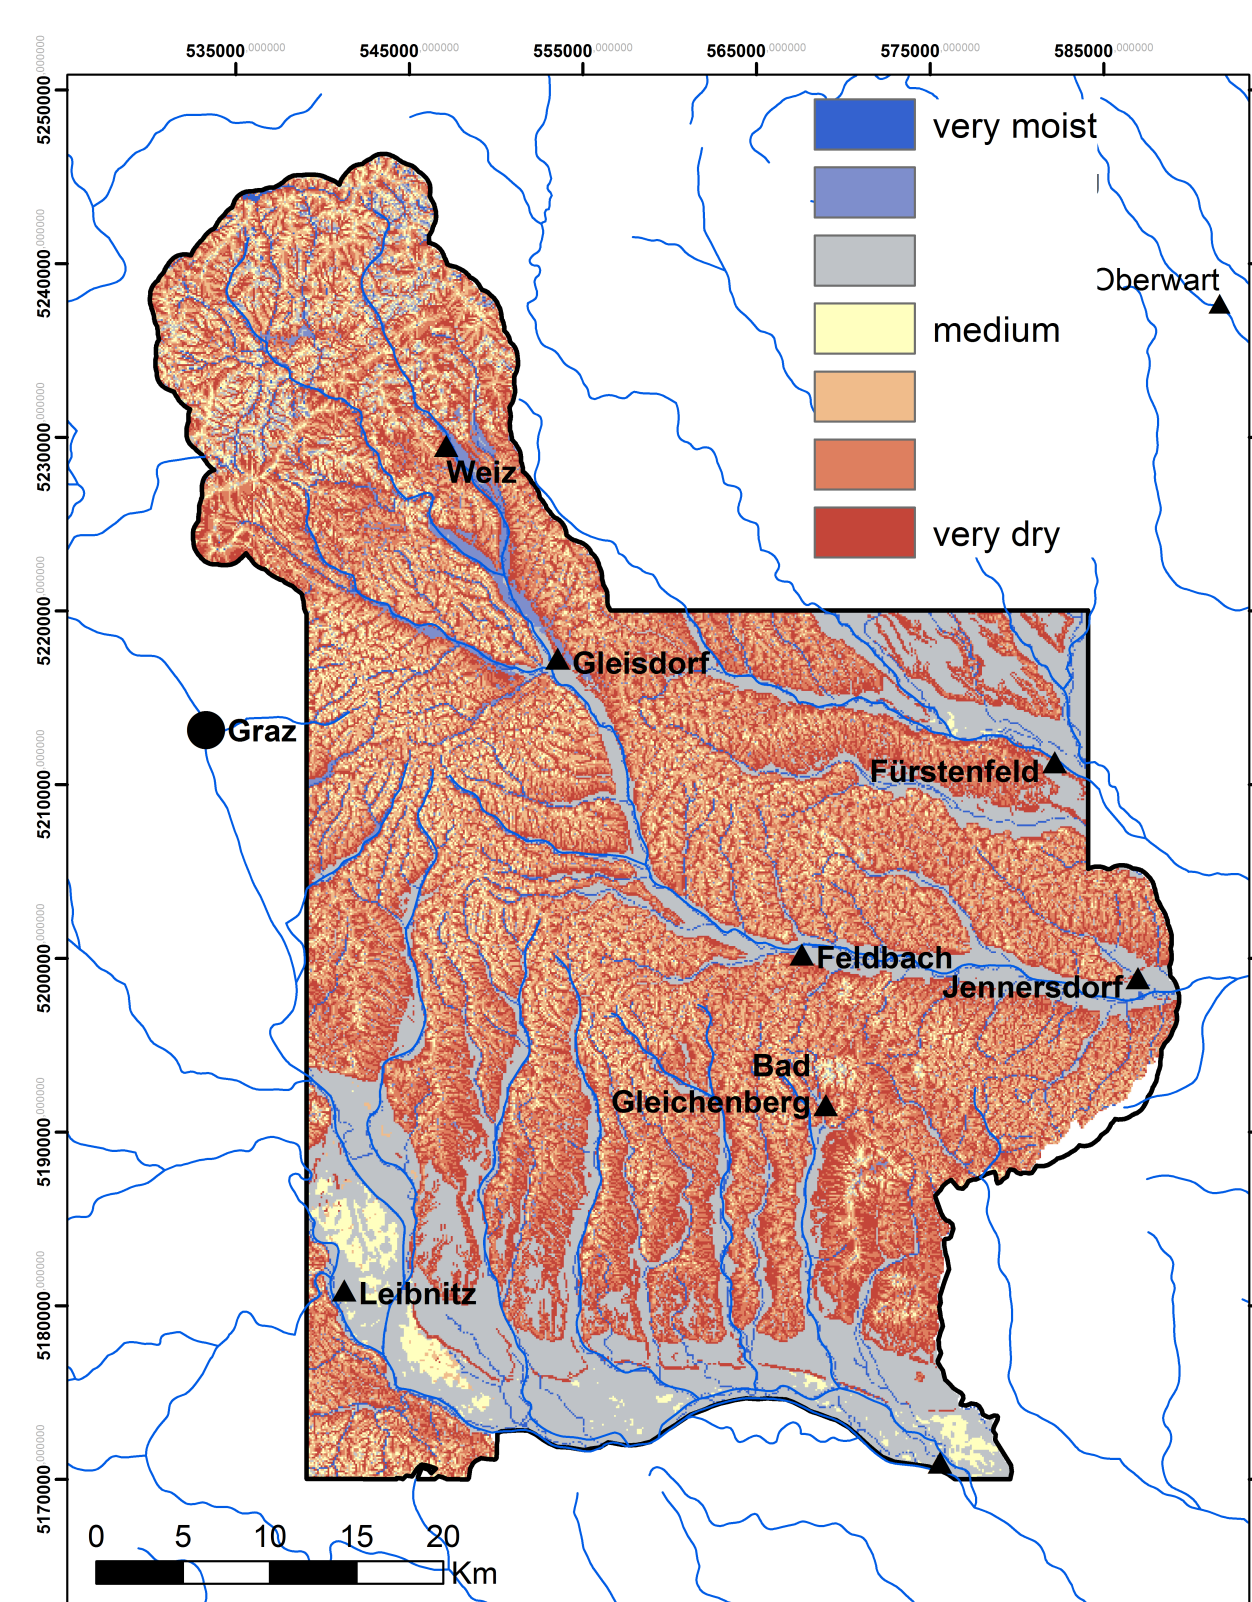 535000.000000 545000.000000 555000.000000 565000.000000 575000.000000 585000.000000
5250000.000000
5240000.000000
5230000.000000
5220000.000000
5210000.000000
5200000.000000
5190000.000000
5180000.000000
5170000.000000
very moist
medium
very dry
Oberwart
Weiz
Gleisdorf
Graz
Fürstenfeld
Feldbach
Jennersdorf
Bad
Gleichenberg
Leibnitz
0 5 10 15 20
Km